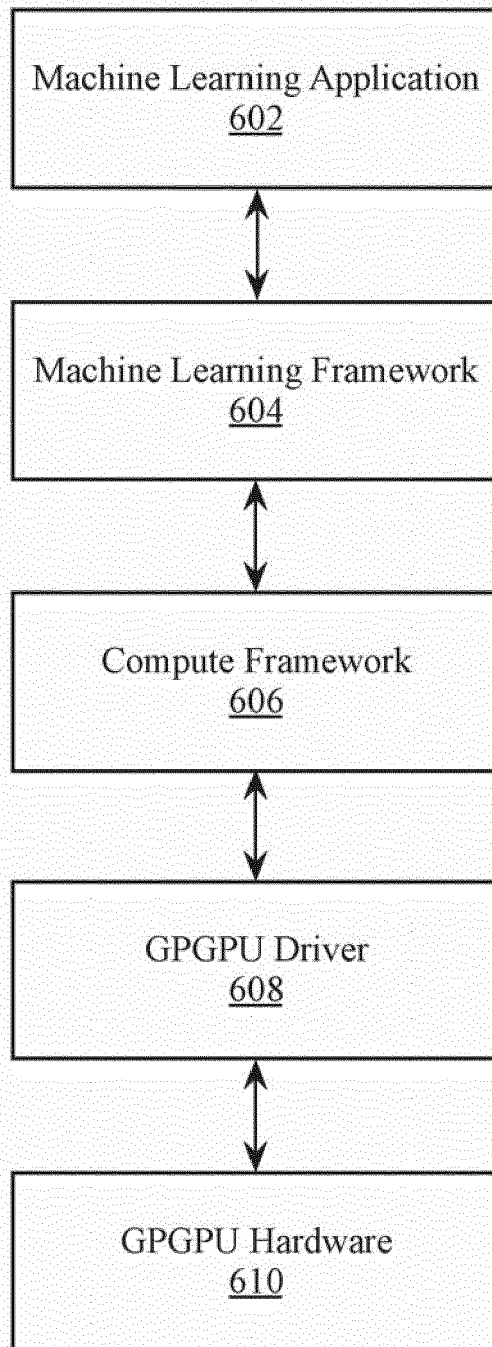 Machine Learning Application
602
Machine Learning Framework
604
Compute Framework
606
GPGPU Driver
608
GPGPU Hardware
610